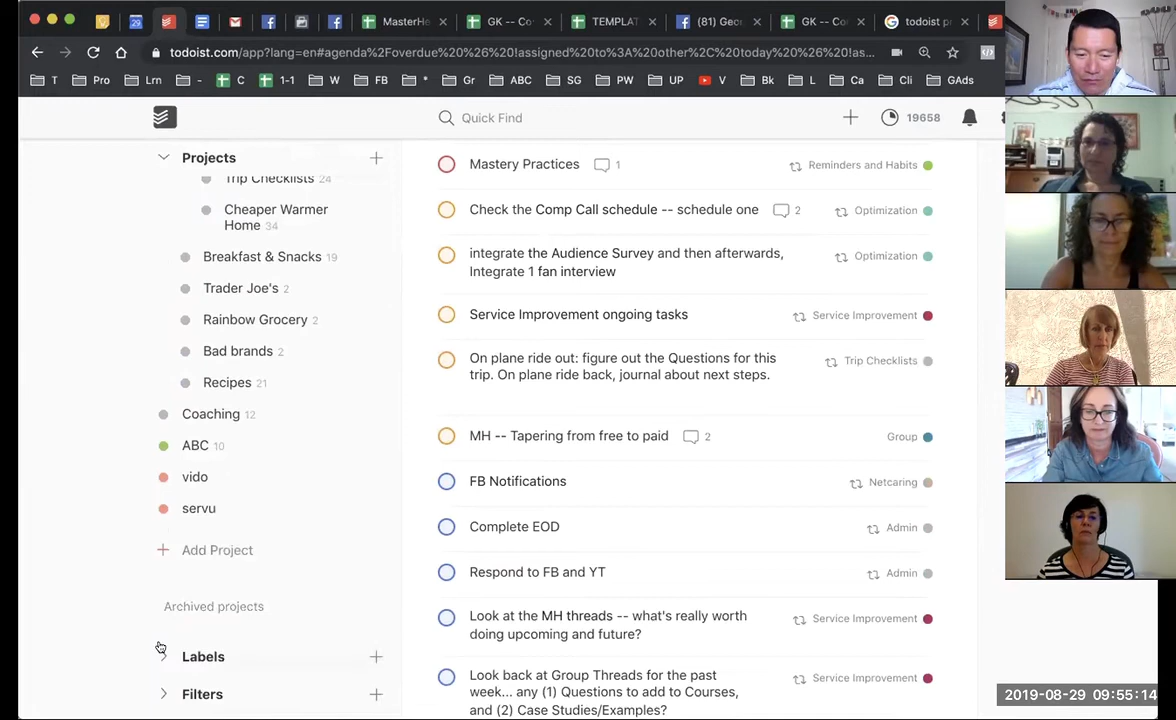 29
MasterHe
GK -- Co
TEMPLAT
(81) Geo
GK -- Co
todoist pr
todoist.com/app?lang=en#agenda%2Foverdue%20%26%20!assigned%20to%3A%20other%2C%20today%20%26%20!as...
T Pro Lrn - C 1-1 W FB * Gr ABC SG PW UP V Bk L Ca Cli GAds
Quick Find
19658
Projects
Trip Checklists 24
Cheaper Warmer
Home 34
Breakfast & Snacks 19
Trader Joe's 2
Rainbow Grocery 2
Bad brands 2
Recipes 21
Coaching 12
ABC 10
vido
servu
Add Project
Archived projects
Labels
Filters
Mastery Practices 1 Reminders and Habits
Check the Comp Call schedule -- schedule one 2 Optimization
integrate the Audience Survey and then afterwards,
Integrate 1 fan interview
Optimization
Service Improvement ongoing tasks Service Improvement
On plane ride out: figure out the Questions for this
trip. On plane ride back, journal about next steps.
Trip Checklists
MH -- Tapering from free to paid 2 Group
FB Notifications Netcaring
Complete EOD Admin
Respond to FB and YT Admin
Look at the MH threads -- what's really worth
doing upcoming and future?
Service Improvement
Look back at Group Threads for the past
week... any (1) Questions to add to Courses,
and (2) Case Studies/Examples?
Service Improvement
2019-08-29 09:55:14